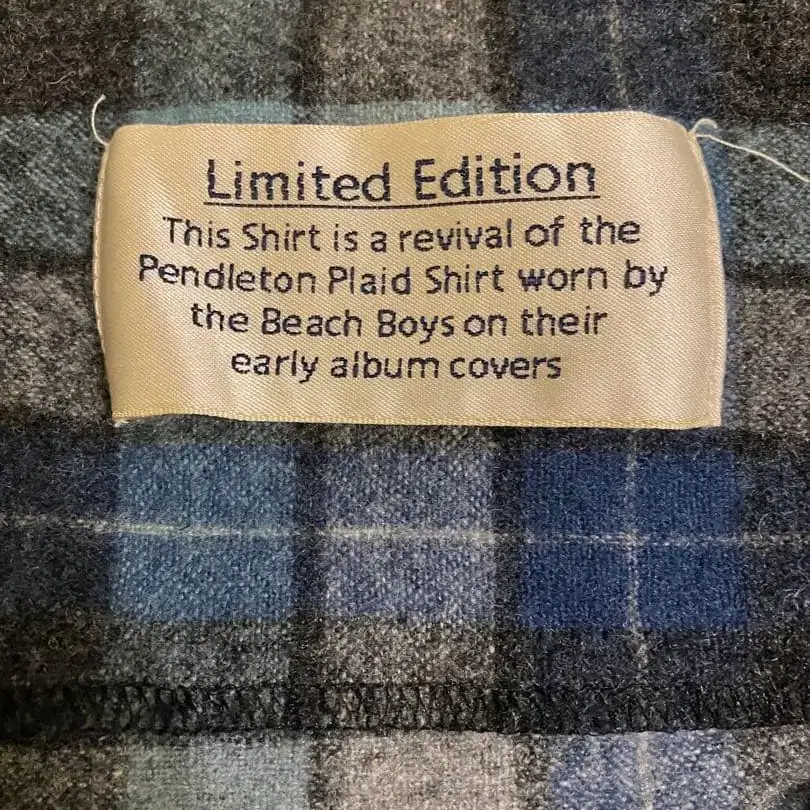 Limited Edition
This Shirt is a revival of the
Pendleton Plaid Shirt worn by
the Beach Boys on their
early album covers